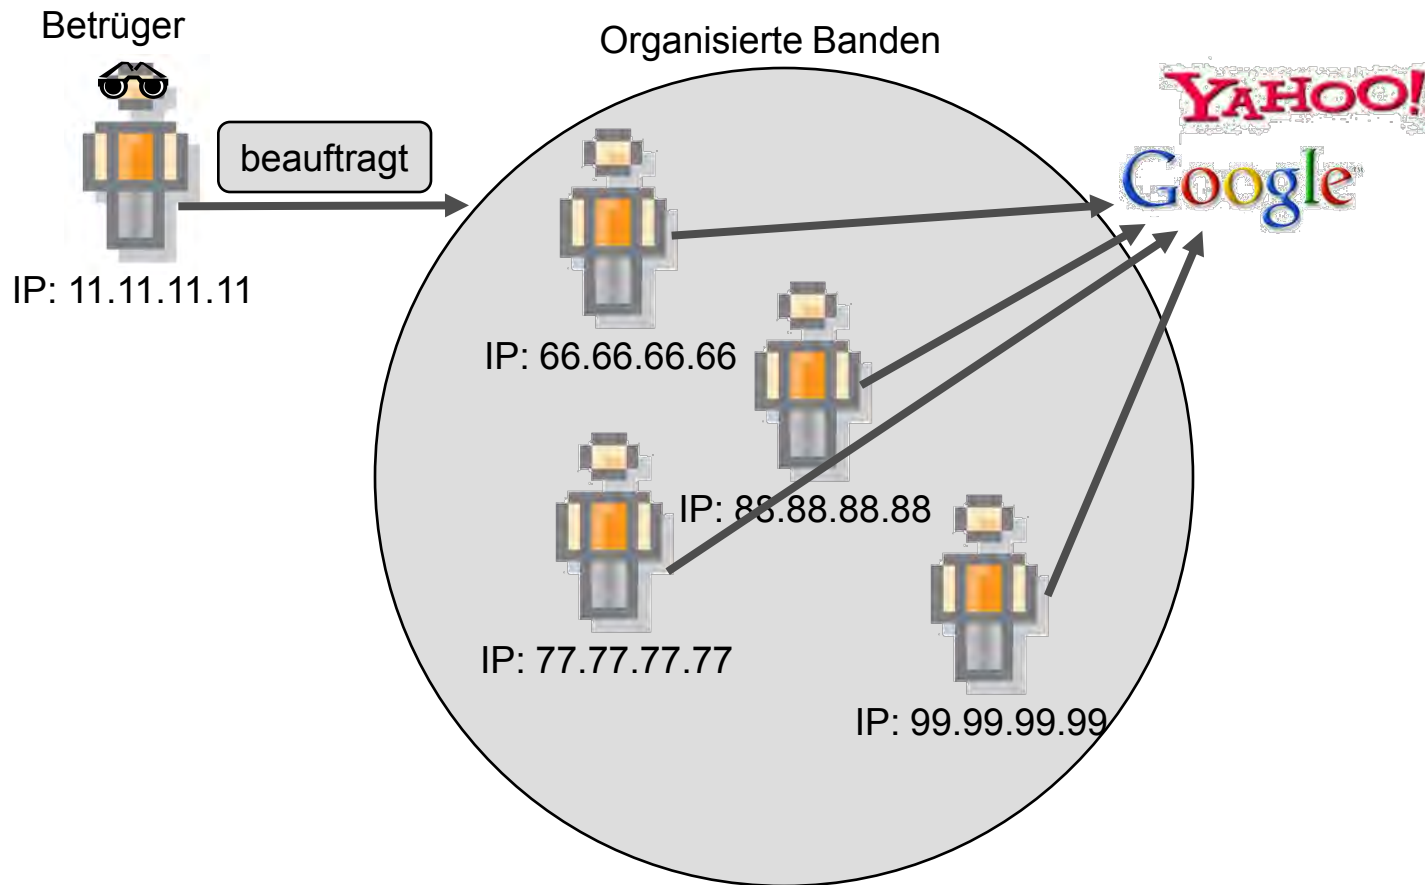 Betrüger
Organisierte Banden
YAHOO!
beauftragt
Google
IP: 11.11.11.11
IP: 66.66.66.66
IP: 88.88.88.88
IP: 77.77.77.77
IP: 99.99.99.99